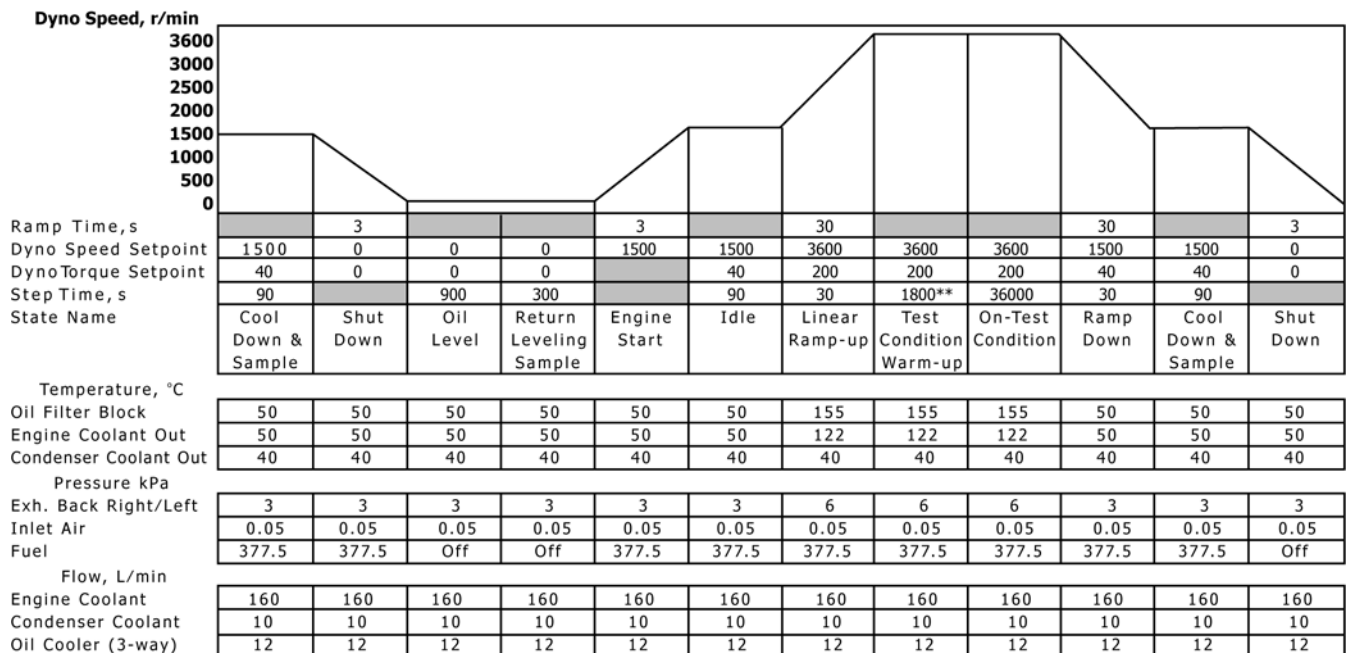 Dyno Speed, r/min
3600
3000
2500
2000
1500
1000
500
0
Ramp Time,s 3 3 30 30 3
Dyno Speed Setpoint 1500 0 0 0 1500 1500 3600 3600 3600 1500 1500 0
Dyno Torque Setpoint 40 0 0 0 40 200 200 200 40 40 0
Step Time, s 90 900 300 90 30 1800** 36000 30 90
State Name Cool Shut Oil Return Engine Idle Linear Test On-Test Ramp Cool Shut
Down & Down Level Leveling Start Ramp-up Condition Condition Down Down & Down
Sample Sample Warm-up Sample
Temperature, °C
Oil Filter Block 50 50 50 50 50 50 155 155 155 50 50 50
Engine Coolant Out 50 50 50 50 50 50 122 122 122 50 50 50
Condenser Coolant Out 40 40 40 40 40 40 40 40 40 40 40 40
Pressure kPa
Exh. Back Right/Left 3 3 3 3 3 3 6 6 6 3 3 3
Inlet Air 0.05 0.05 0.05 0.05 0.05 0.05 0.05 0.05 0.05 0.05 0.05 0.05
Fuel 377.5 377.5 Off Off 377.5 377.5 377.5 377.5 377.5 377.5 377.5 Off
Flow, L/min
Engine Coolant 160 160 160 160 160 160 160 160 160 160 160 160
Condenser Coolant 10 10 10 10 10 10 10 10 10 10 10 10
Oil Cooler (3-way) 12 12 12 12 12 12 12 12 12 12 12 12